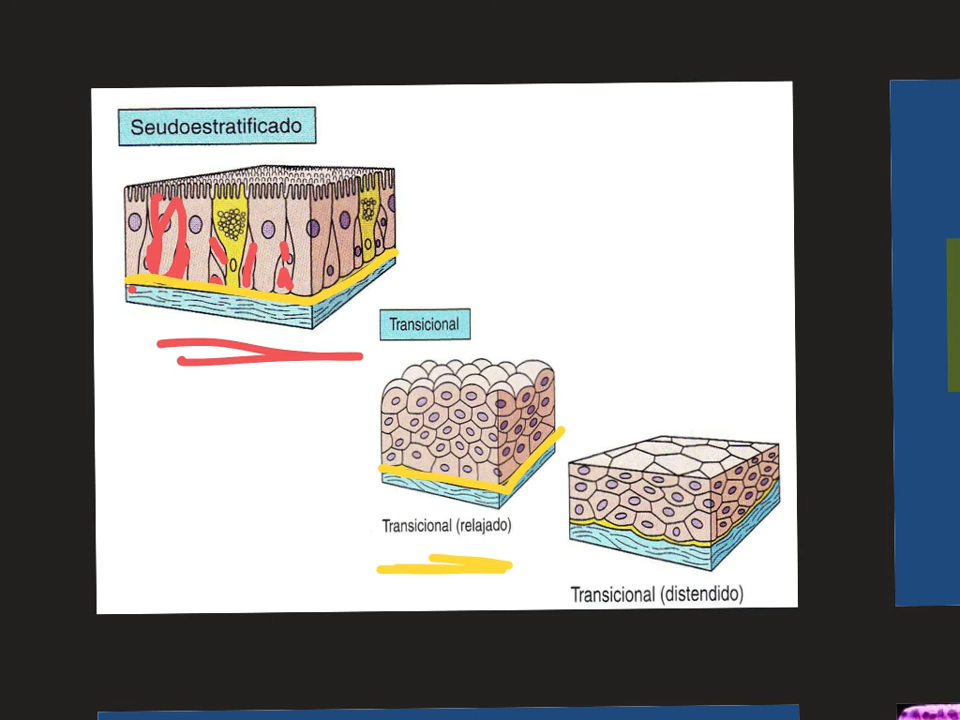 Seudoestratificado
Transicional
Transicional (relajado)
Transicional (distendido)